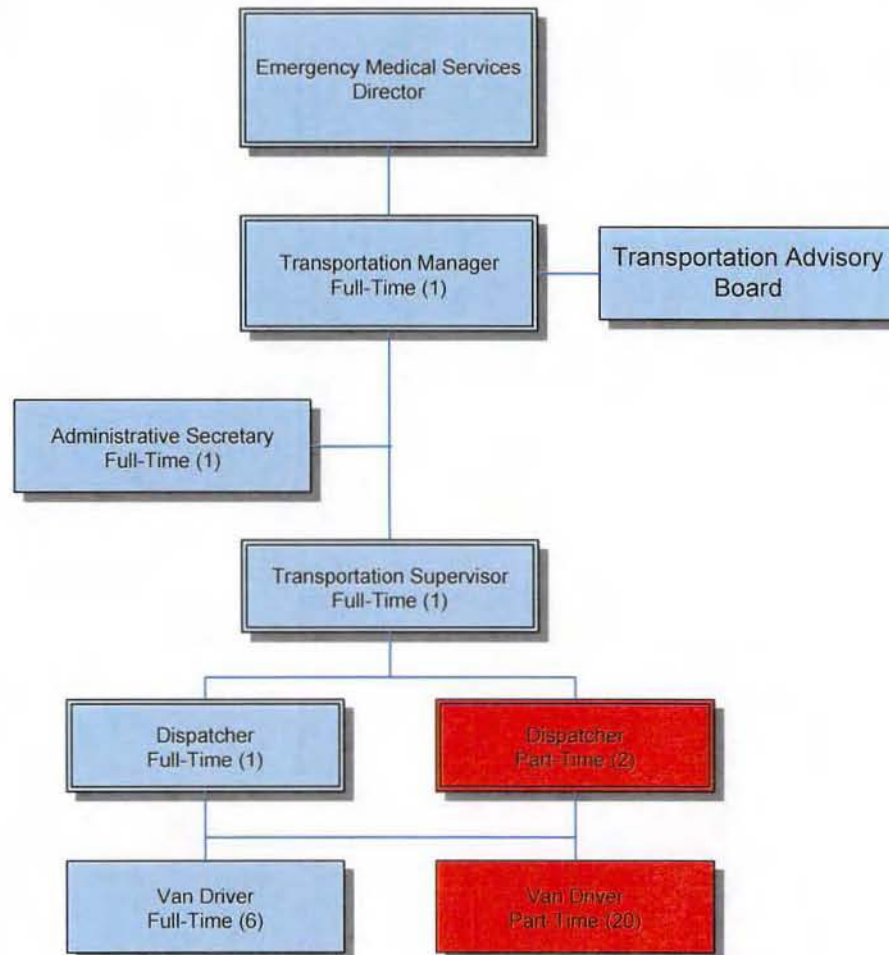 Emergency Medical Services
Director
Transportation Manager
Full-Time (1)
Transportation Advisory
Board
Administrative Secretary
Full-Time (1)
Transportation Supervisor
Full-Time (1)
Dispatcher
Full-Time (1)
Dispatcher
Part-Time (2)
Van Driver
Full-Time (6)
Van Driver
Part-Time (20)